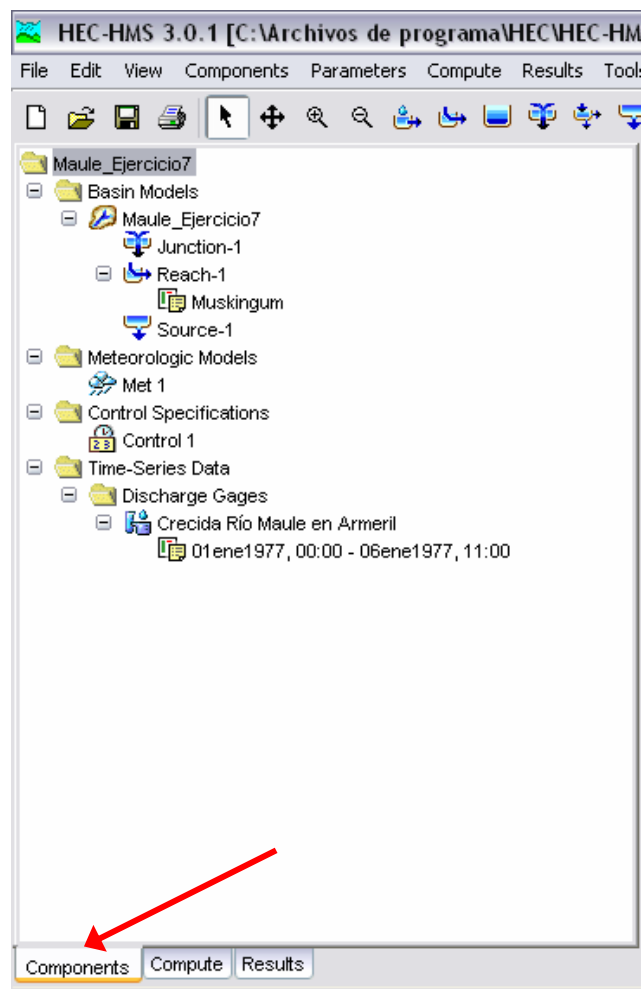 HEC-HMS 3.0.1 [C:\Archivos de programa\HEC\HEC-HM
File Edit View Components Parameters Compute Results Tools
Maule_Ejercicio7
Basin Models
Maule_Ejercicio7
Junction-1
Reach-1
Muskingum
Source-1
Meteorologic Models
Met 1
Control Specifications
Control 1
Time-Series Data
Discharge Gages
Crecida Río Maule en Armeril
01ene1977, 00:00 - 06ene1977, 11:00
Components Compute Results